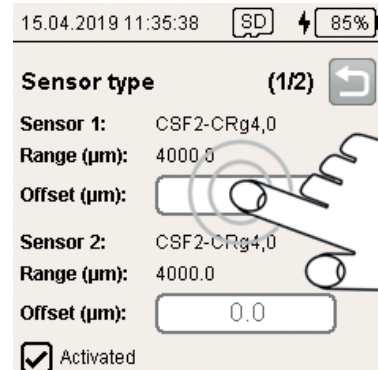 15.04.2019 11:35:38 SD 85%
Sensor type (1/2)
Sensor 1: CSF2-CRg4,0
Range (µm): 4000.0
Offset (µm):
Sensor 2: CSF2-CRg4,0
Range (µm): 4000.0
Offset (µm): 0.0
Activated